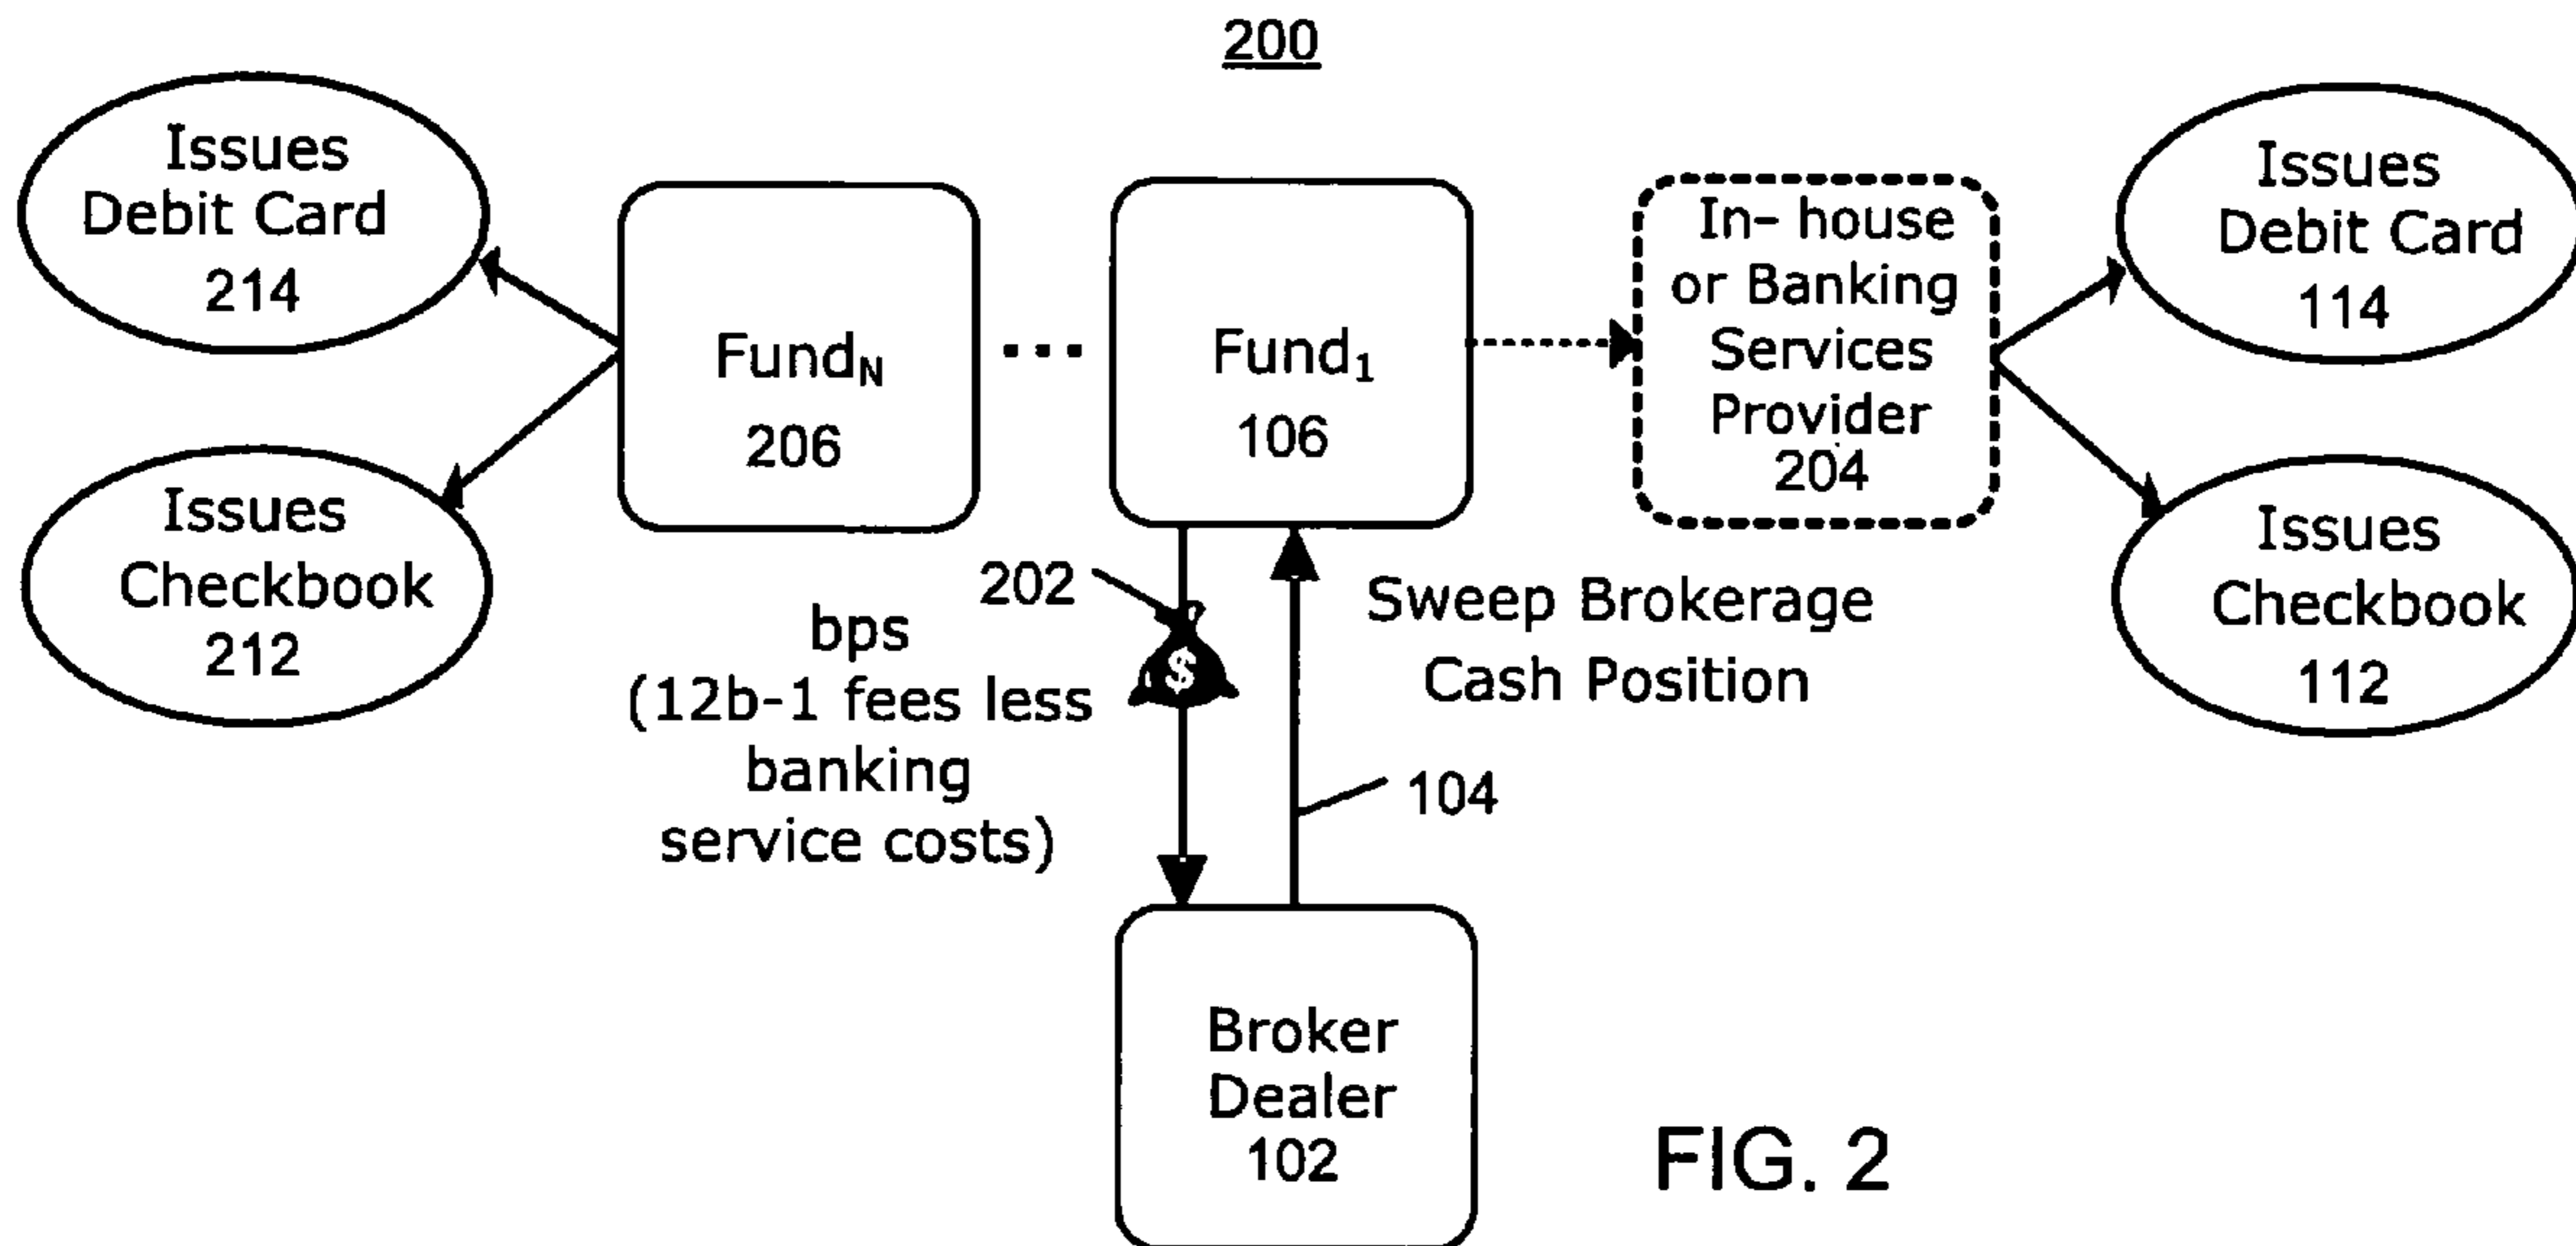 200
Issues
Debit Card
214
Issues
Checkbook
212
Fund_N
206
...
Fund_1
106
In- house
or Banking
Services
Provider
204
Issues
Debit Card
114
Issues
Checkbook
112
202
bps
(12b-1 fees less
banking
service costs)
$
Sweep Brokerage
Cash Position
104
Broker
Dealer
102
FIG. 2